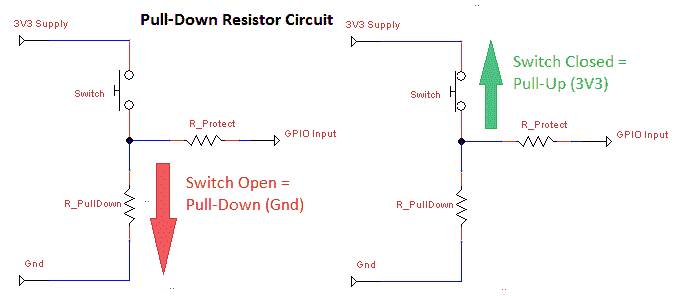 Pull-Down Resistor Circuit
3V3 Supply
Switch
R_Protect
GPIO Input
Switch Open =
Pull-Down (Gnd)
R_PullDown
Gnd
3V3 Supply
Switch Closed =
Pull-Up (3V3)
Switch
R_Protect
GPIO Input
R_PullDown
Gnd